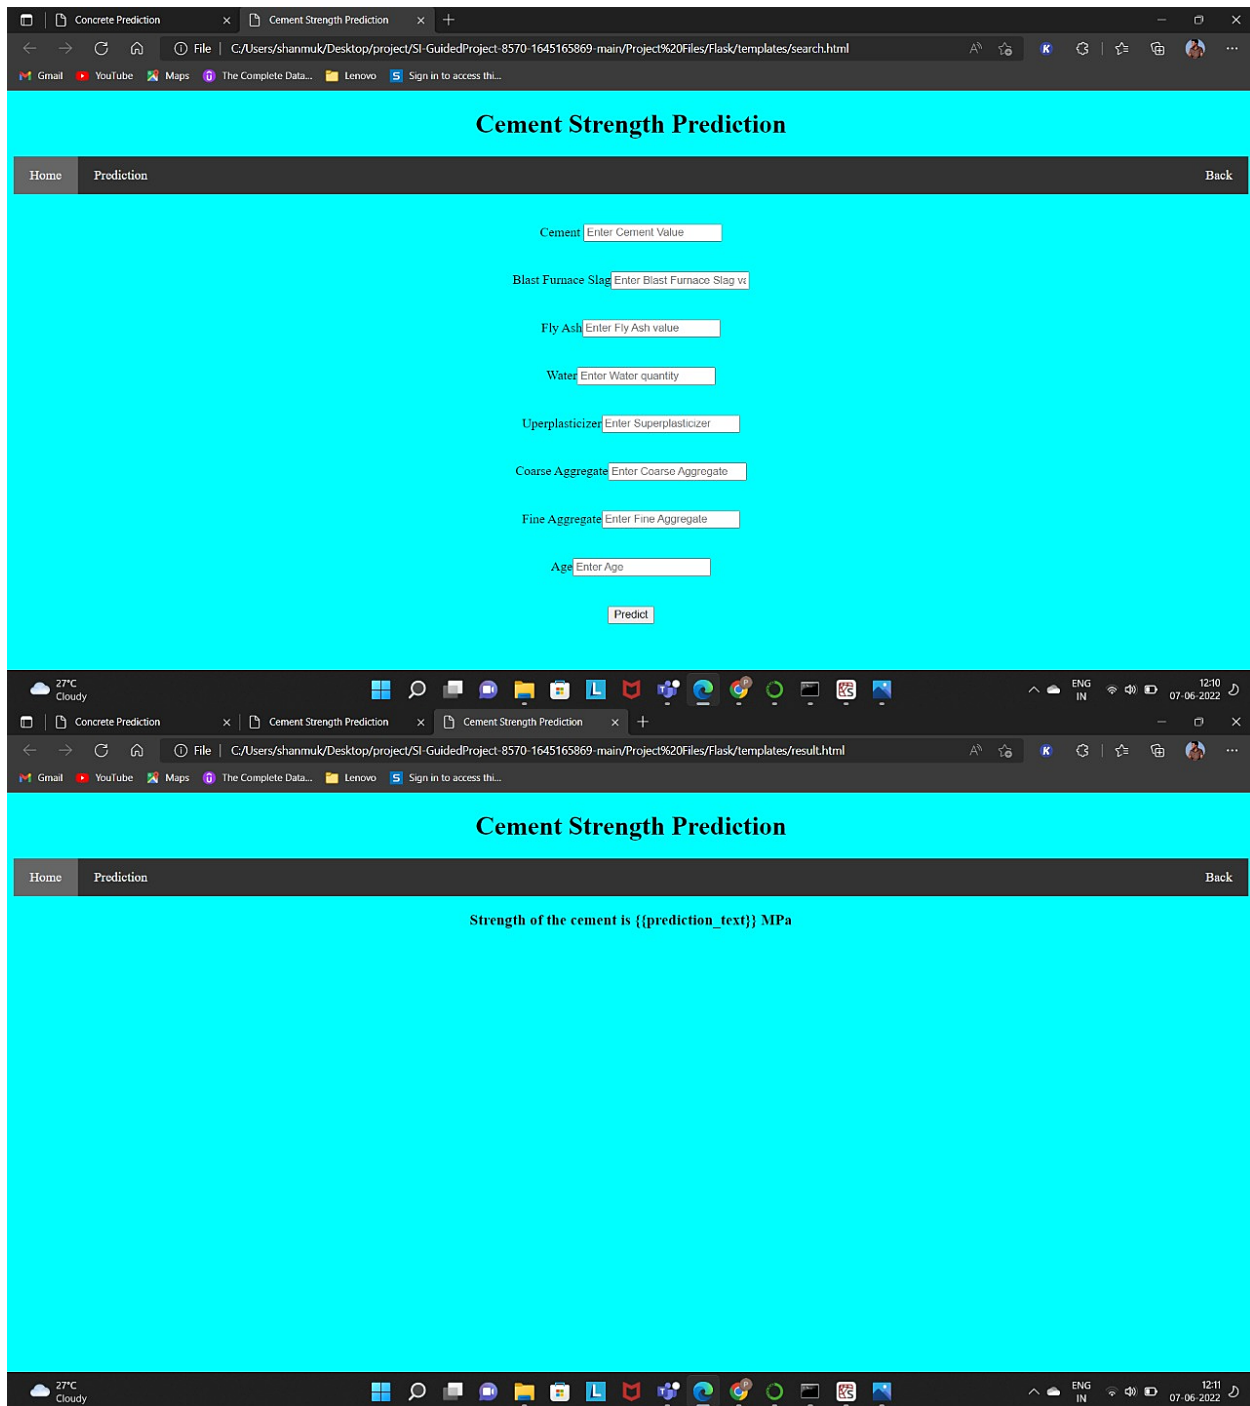 Concrete Prediction
Cement Strength Prediction
File | C:/Users/shanmuk/Desktop/project/SI-GuidedProject-8570-1645165869-main/Project%20Files/Flask/templates/search.html
Gmail YouTube Maps The Complete Data... Lenovo Sign in to access thi...
Cement Strength Prediction
Home Prediction Back
Cement Enter Cement Value
Blast Furnace Slag Enter Blast Furnace Slag va
Fly Ash Enter Fly Ash value
Water Enter Water quantity
Uperplasticizer Enter Superplasticizer
Coarse Aggregate Enter Coarse Aggregate
Fine Aggregate Enter Fine Aggregate
Age Enter Age
Predict
27°C
Cloudy
ENG
IN
12:10
07-06-2022
Concrete Prediction
Cement Strength Prediction
Cement Strength Prediction
File | C:/Users/shanmuk/Desktop/project/SI-GuidedProject-8570-1645165869-main/Project%20Files/Flask/templates/result.html
Gmail YouTube Maps The Complete Data... Lenovo Sign in to access thi...
Cement Strength Prediction
Home Prediction Back
Strength of the cement is {{prediction_text}} MPa
27°C
Cloudy
ENG
IN
12:11
07-06-2022